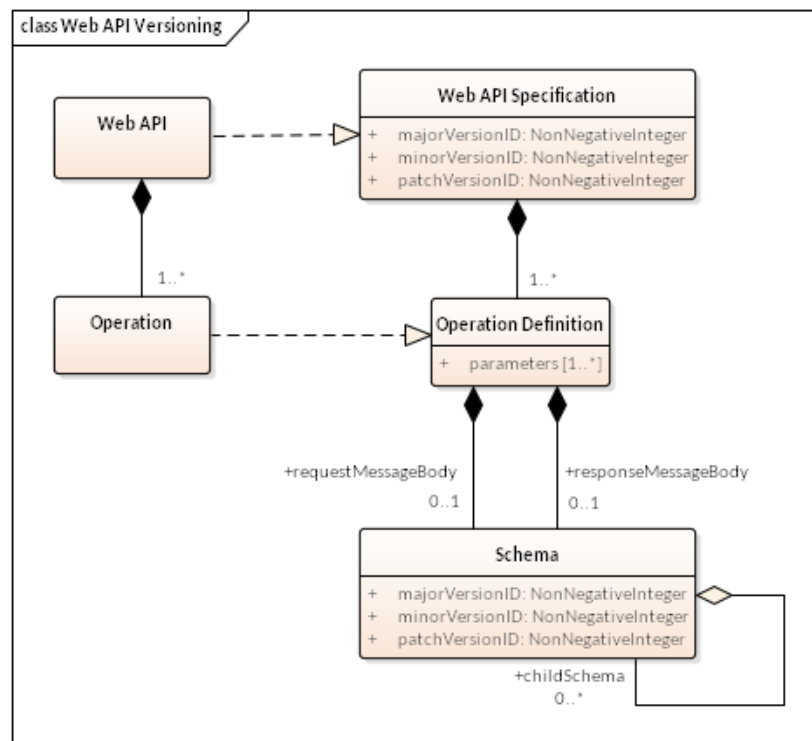 class Web API Versioning
Web API
Web API Specification
+ majorVersionID: NonNegativeInteger
+ minorVersionID: NonNegativeInteger
+ patchVersionID: NonNegativeInteger
1..*
1..*
Operation
Operation Definition
+ parameters [1..*]
+requestMessageBody
+responseMessageBody
0..1
0..1
Schema
+ majorVersionID: NonNegativeInteger
+ minorVersionID: NonNegativeInteger
+ patchVersionID: NonNegativeInteger
+childSchema
0..*